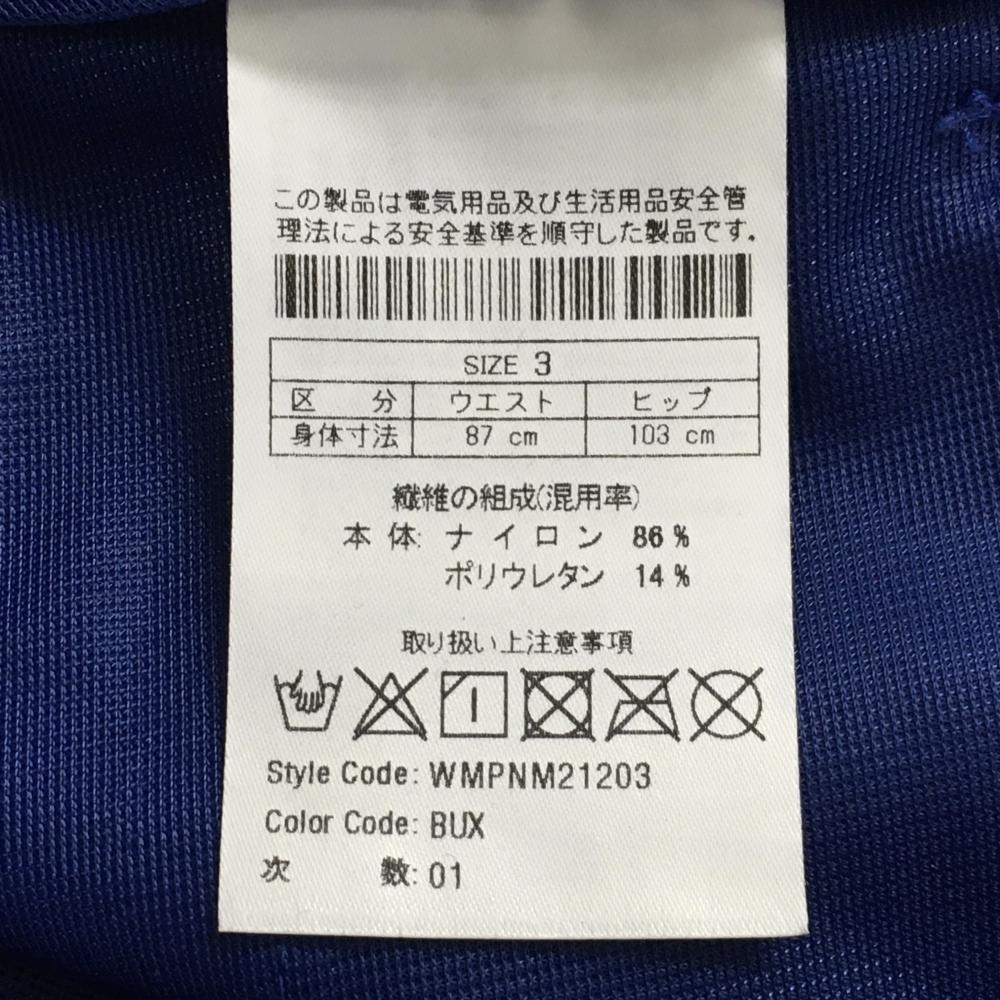 この製品は電気用品及び生活用品安全管
理法による安全基準を順守した製品です.
SIZE 3
区 分 ウエスト ヒップ
身体寸法 87 cm 103 cm
繊維の組成(混用率)
本 体: ナ イ ロ ン 86 %
ポリウレタン 14 %
取り扱い上注意事項
Style Code: WMPNM21203
Color Code: BUX
次 数: 01